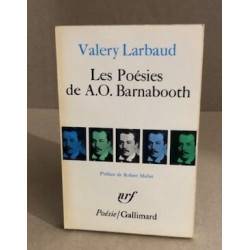 Valery Larbaud
Les Poésies
de A.O. Barnabooth
Préface de Robert Mallet
nrf
Poésie/Gallimard